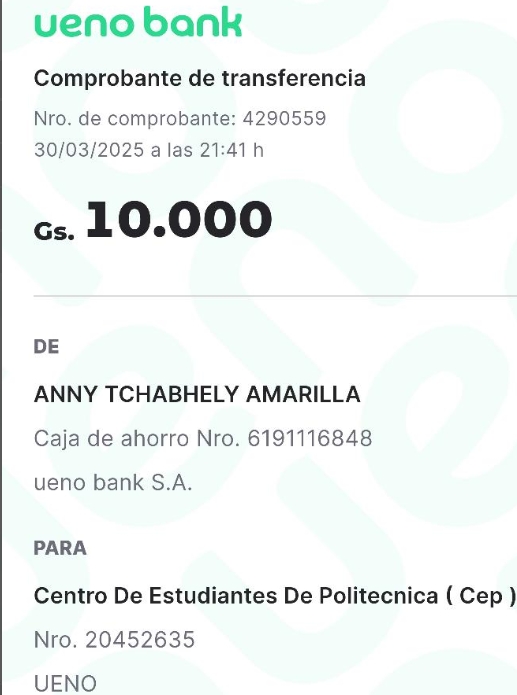 ueno bank
Comprobante de transferencia
Nro. de comprobante: 4290559
30/03/2025 a las 21:41 h
Gs. 10.000
DE
ANNY TCHABHELY AMARILLA
Caja de ahorro Nro. 6191116848
ueno bank S.A.
PARA
Centro De Estudiantes De Politecnica ( Cep )
Nro. 20452635
UENO